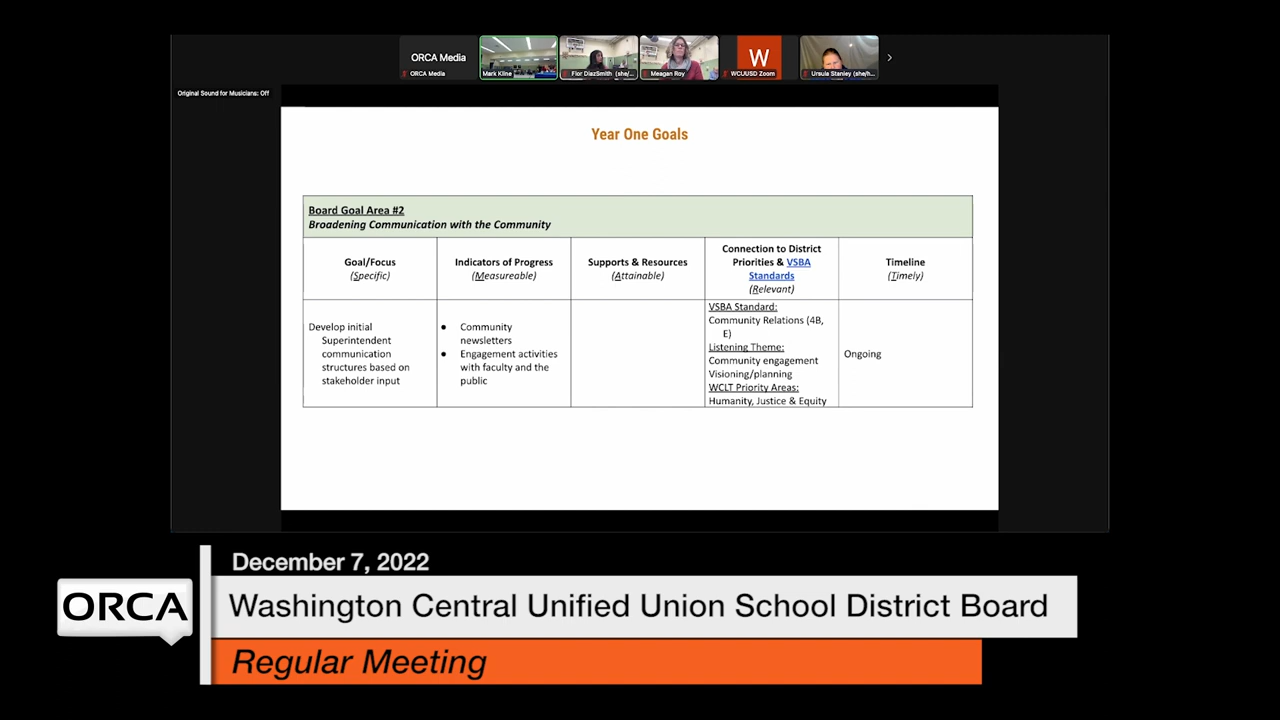 ORCA Media
ORCA Media
Mark Kline
Flor DiazSmith (she/...
Meagan Roy
W
WCUUSD Zoom
Ursula Stanley (she/h...
Original Sound for Musicians: Off
Year One Goals
Board Goal Area #2
Broadening Communication with the Community
Goal/Focus
(Specific)
Indicators of Progress
(Measureable)
Supports & Resources
(Attainable)
Connection to District
Priorities & VSBA
Standards
(Relevant)
Timeline
(Timely)
Develop initial
Superintendent
communication
structures based on
stakeholder input
● Community
newsletters
● Engagement activities
with faculty and the
public
VSBA Standard:
Community Relations (4B,
E)
Listening Theme:
Community engagement
Visioning/planning
WCLT Priority Areas:
Humanity, Justice & Equity
Ongoing
December 7, 2022
ORCA
Washington Central Unified Union School District Board
Regular Meeting